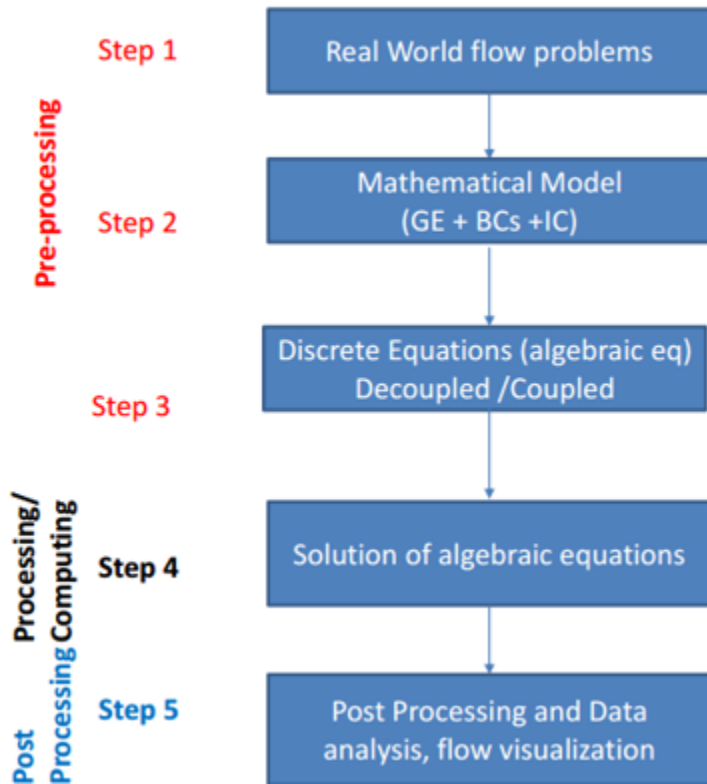 Step 1
Real World flow problems
Pre-processing
Step 2
Mathematical Model
(GE + BCs +IC)
Step 3
Discrete Equations (algebraic eq)
Decoupled /Coupled
Processing/
Computing
Step 4
Solution of algebraic equations
Post
Processing
Step 5
Post Processing and Data
analysis, flow visualization